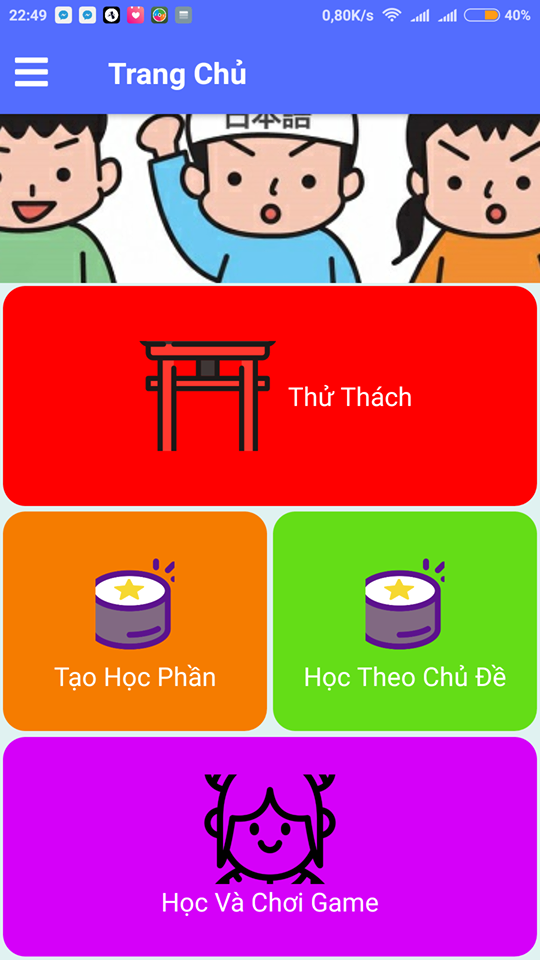 22:49 0,80K/s 40%
Trang Chủ
日本語
Thử Thách
Tạo Học Phần
Học Theo Chủ Đề
Học Và Chơi Game